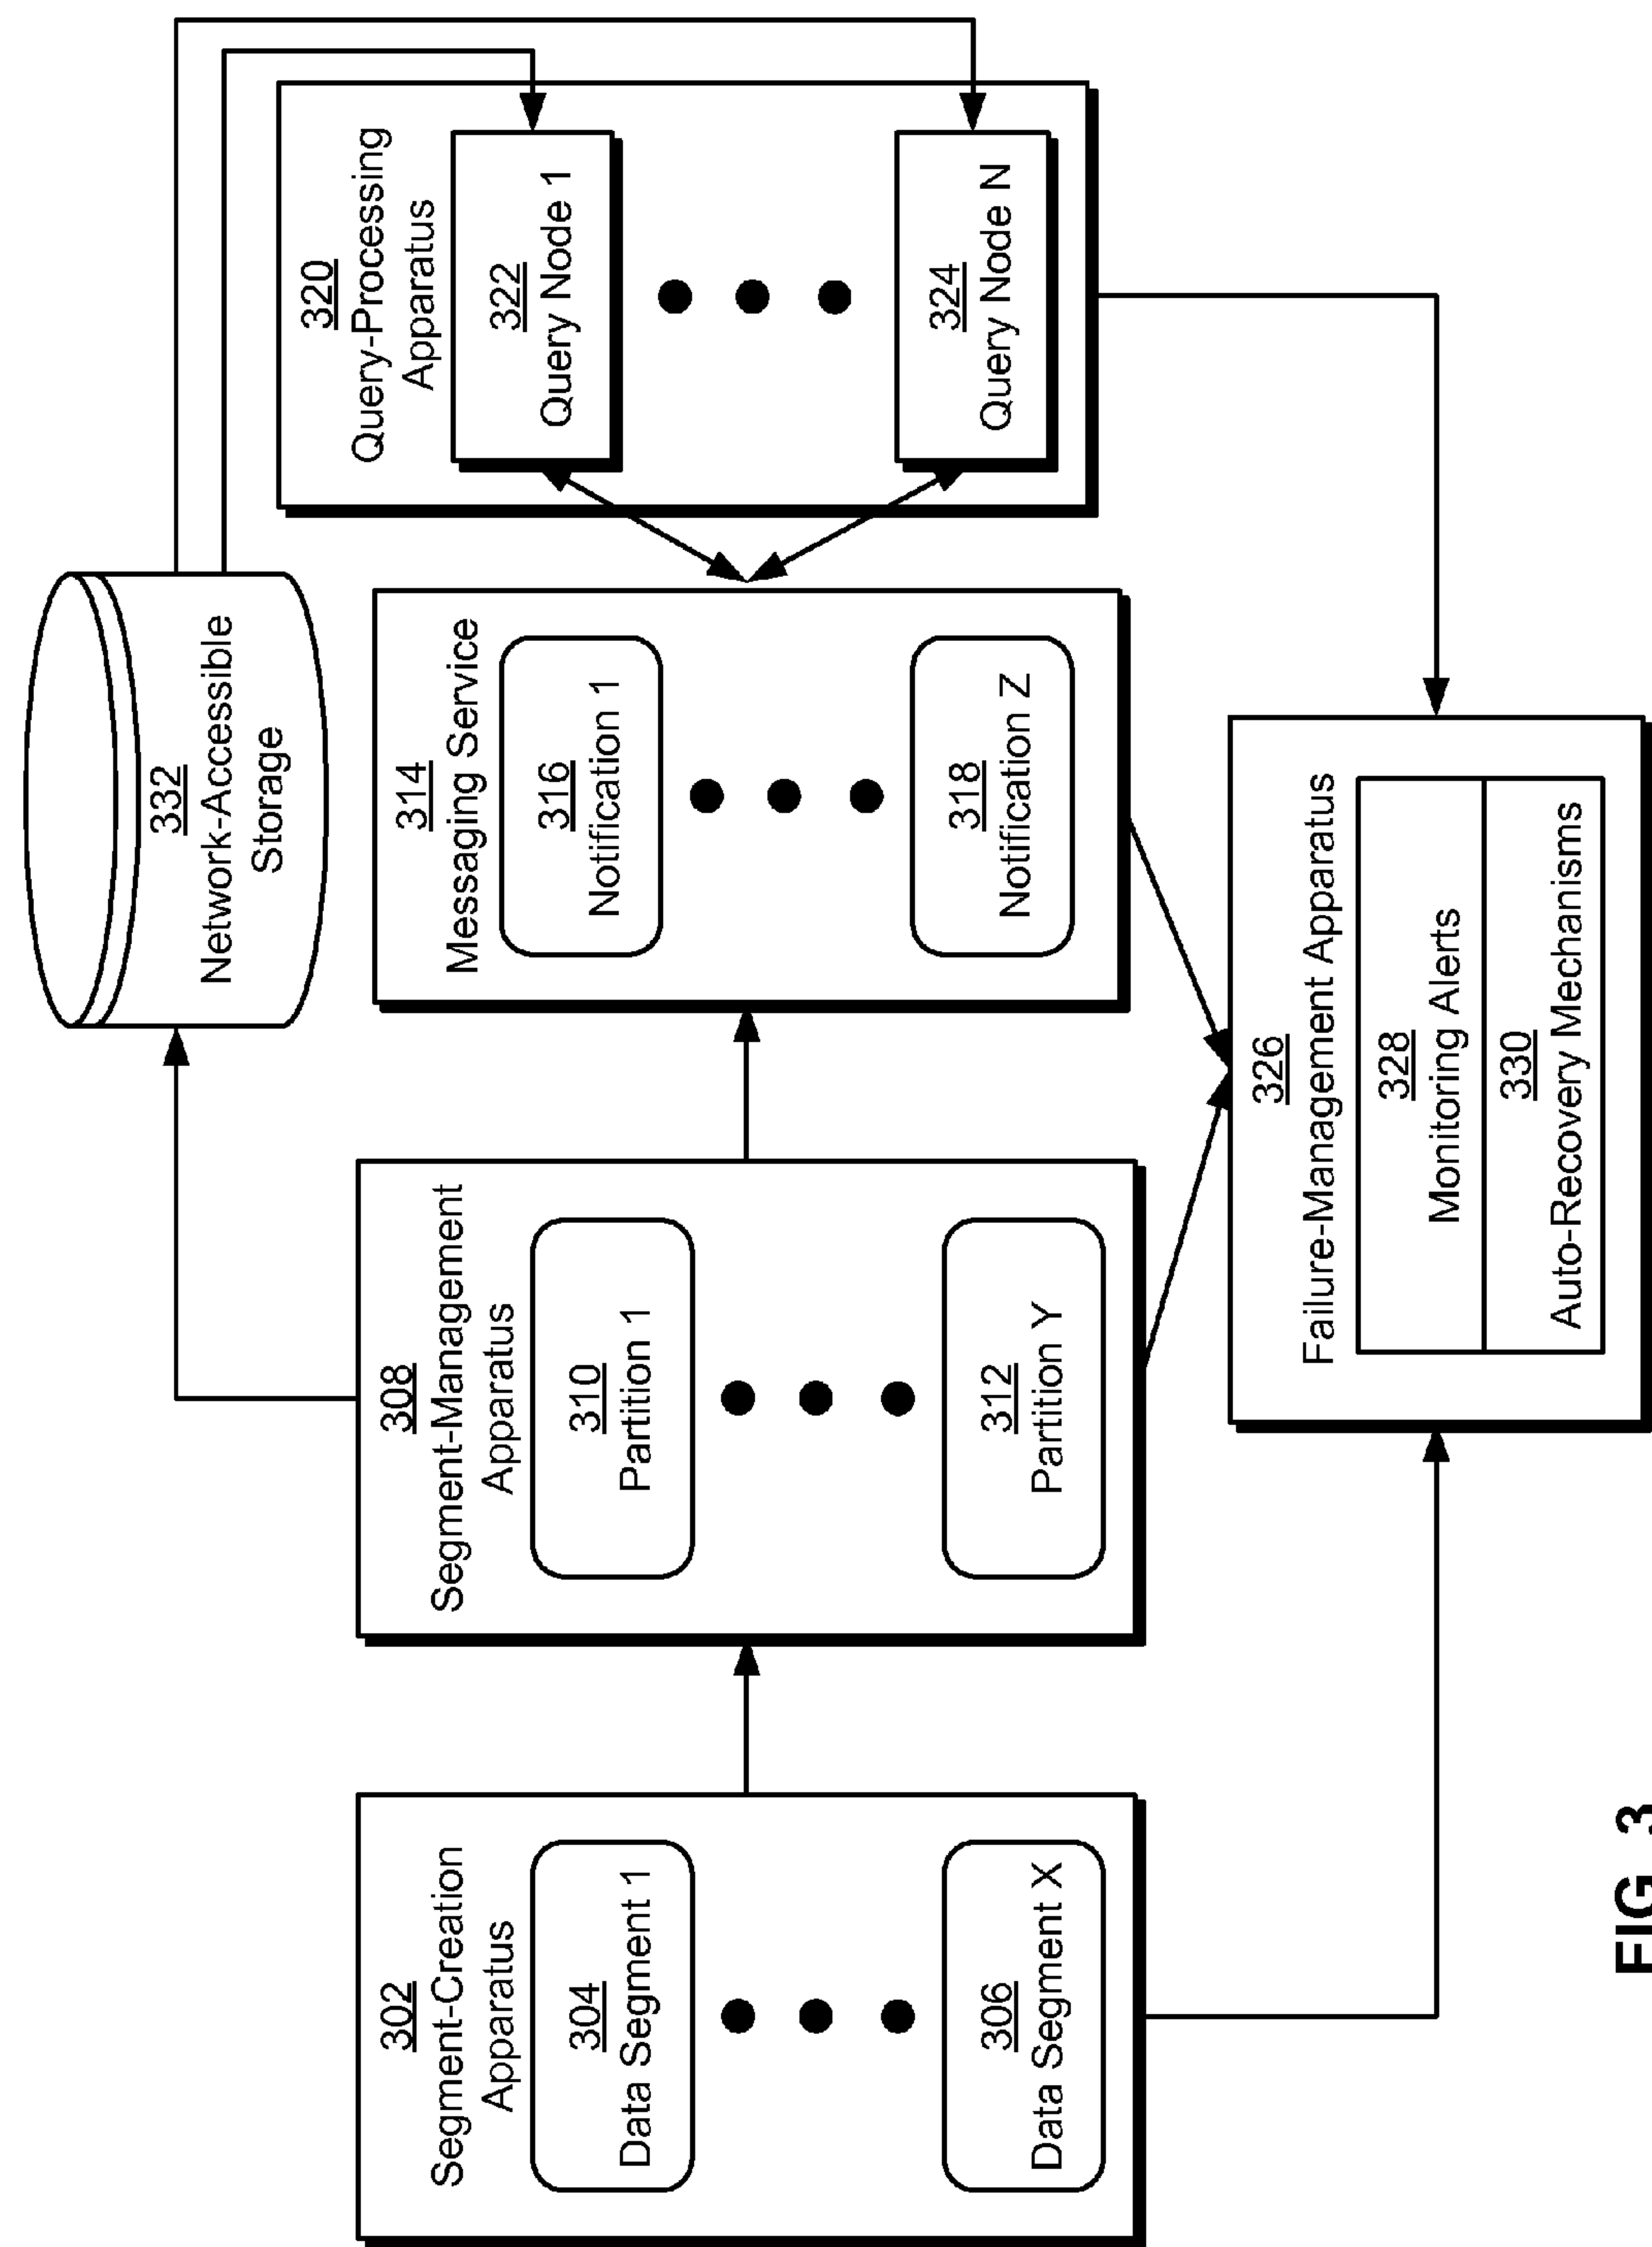 332
Network-Accessible
Storage
302
Segment-Creation
Apparatus
304
Data Segment 1
306
Data Segment X
308
Segment-Management
Apparatus
310
Partition 1
312
Partition Y
314
Messaging Service
316
Notification 1
318
Notification Z
320
Query-Processing
Apparatus
322
Query Node 1
324
Query Node N
326
Failure-Management Apparatus
328
Monitoring Alerts
330
Auto-Recovery Mechanisms
FIG. 3